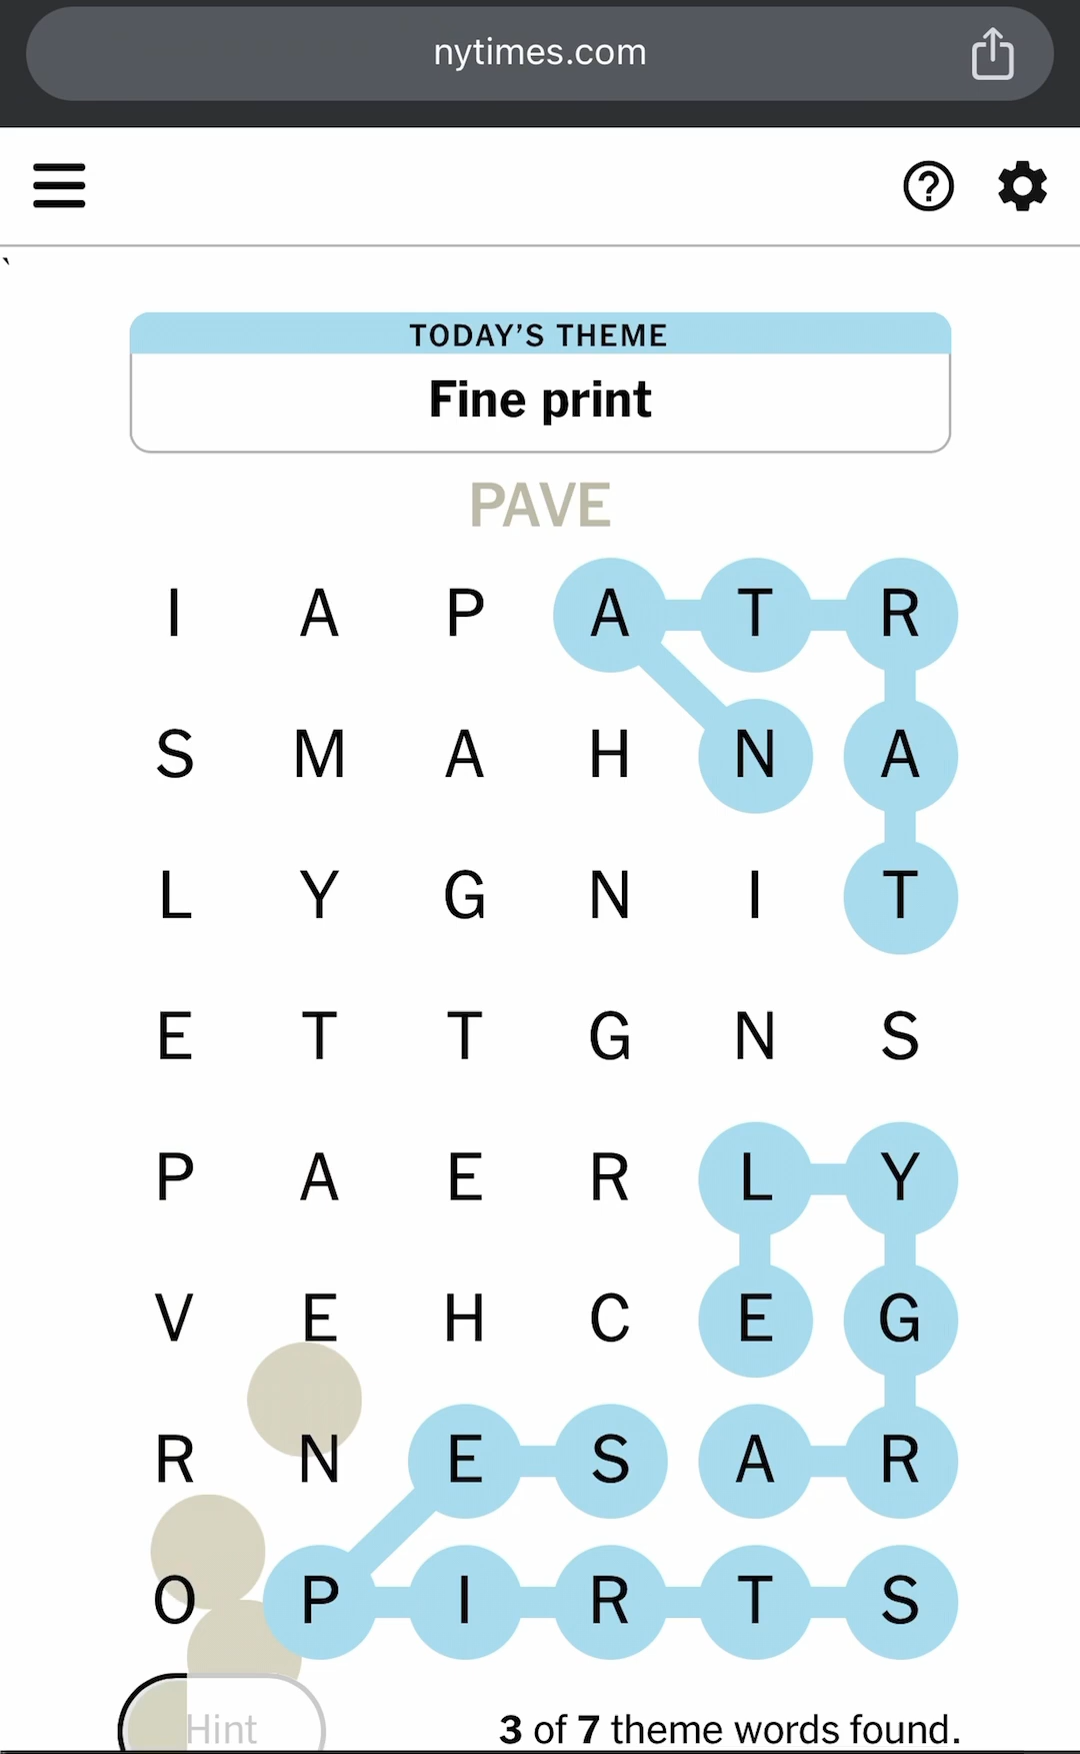 nytimes.com
TODAY'S THEME
Fine print
PAVE
I A P A T R
S M A H N A
L Y G N I T
E T T G N S
P A E R L Y
V E H C E G
R N E S A R
O P I R T S
Hint
3 of 7 theme words found.